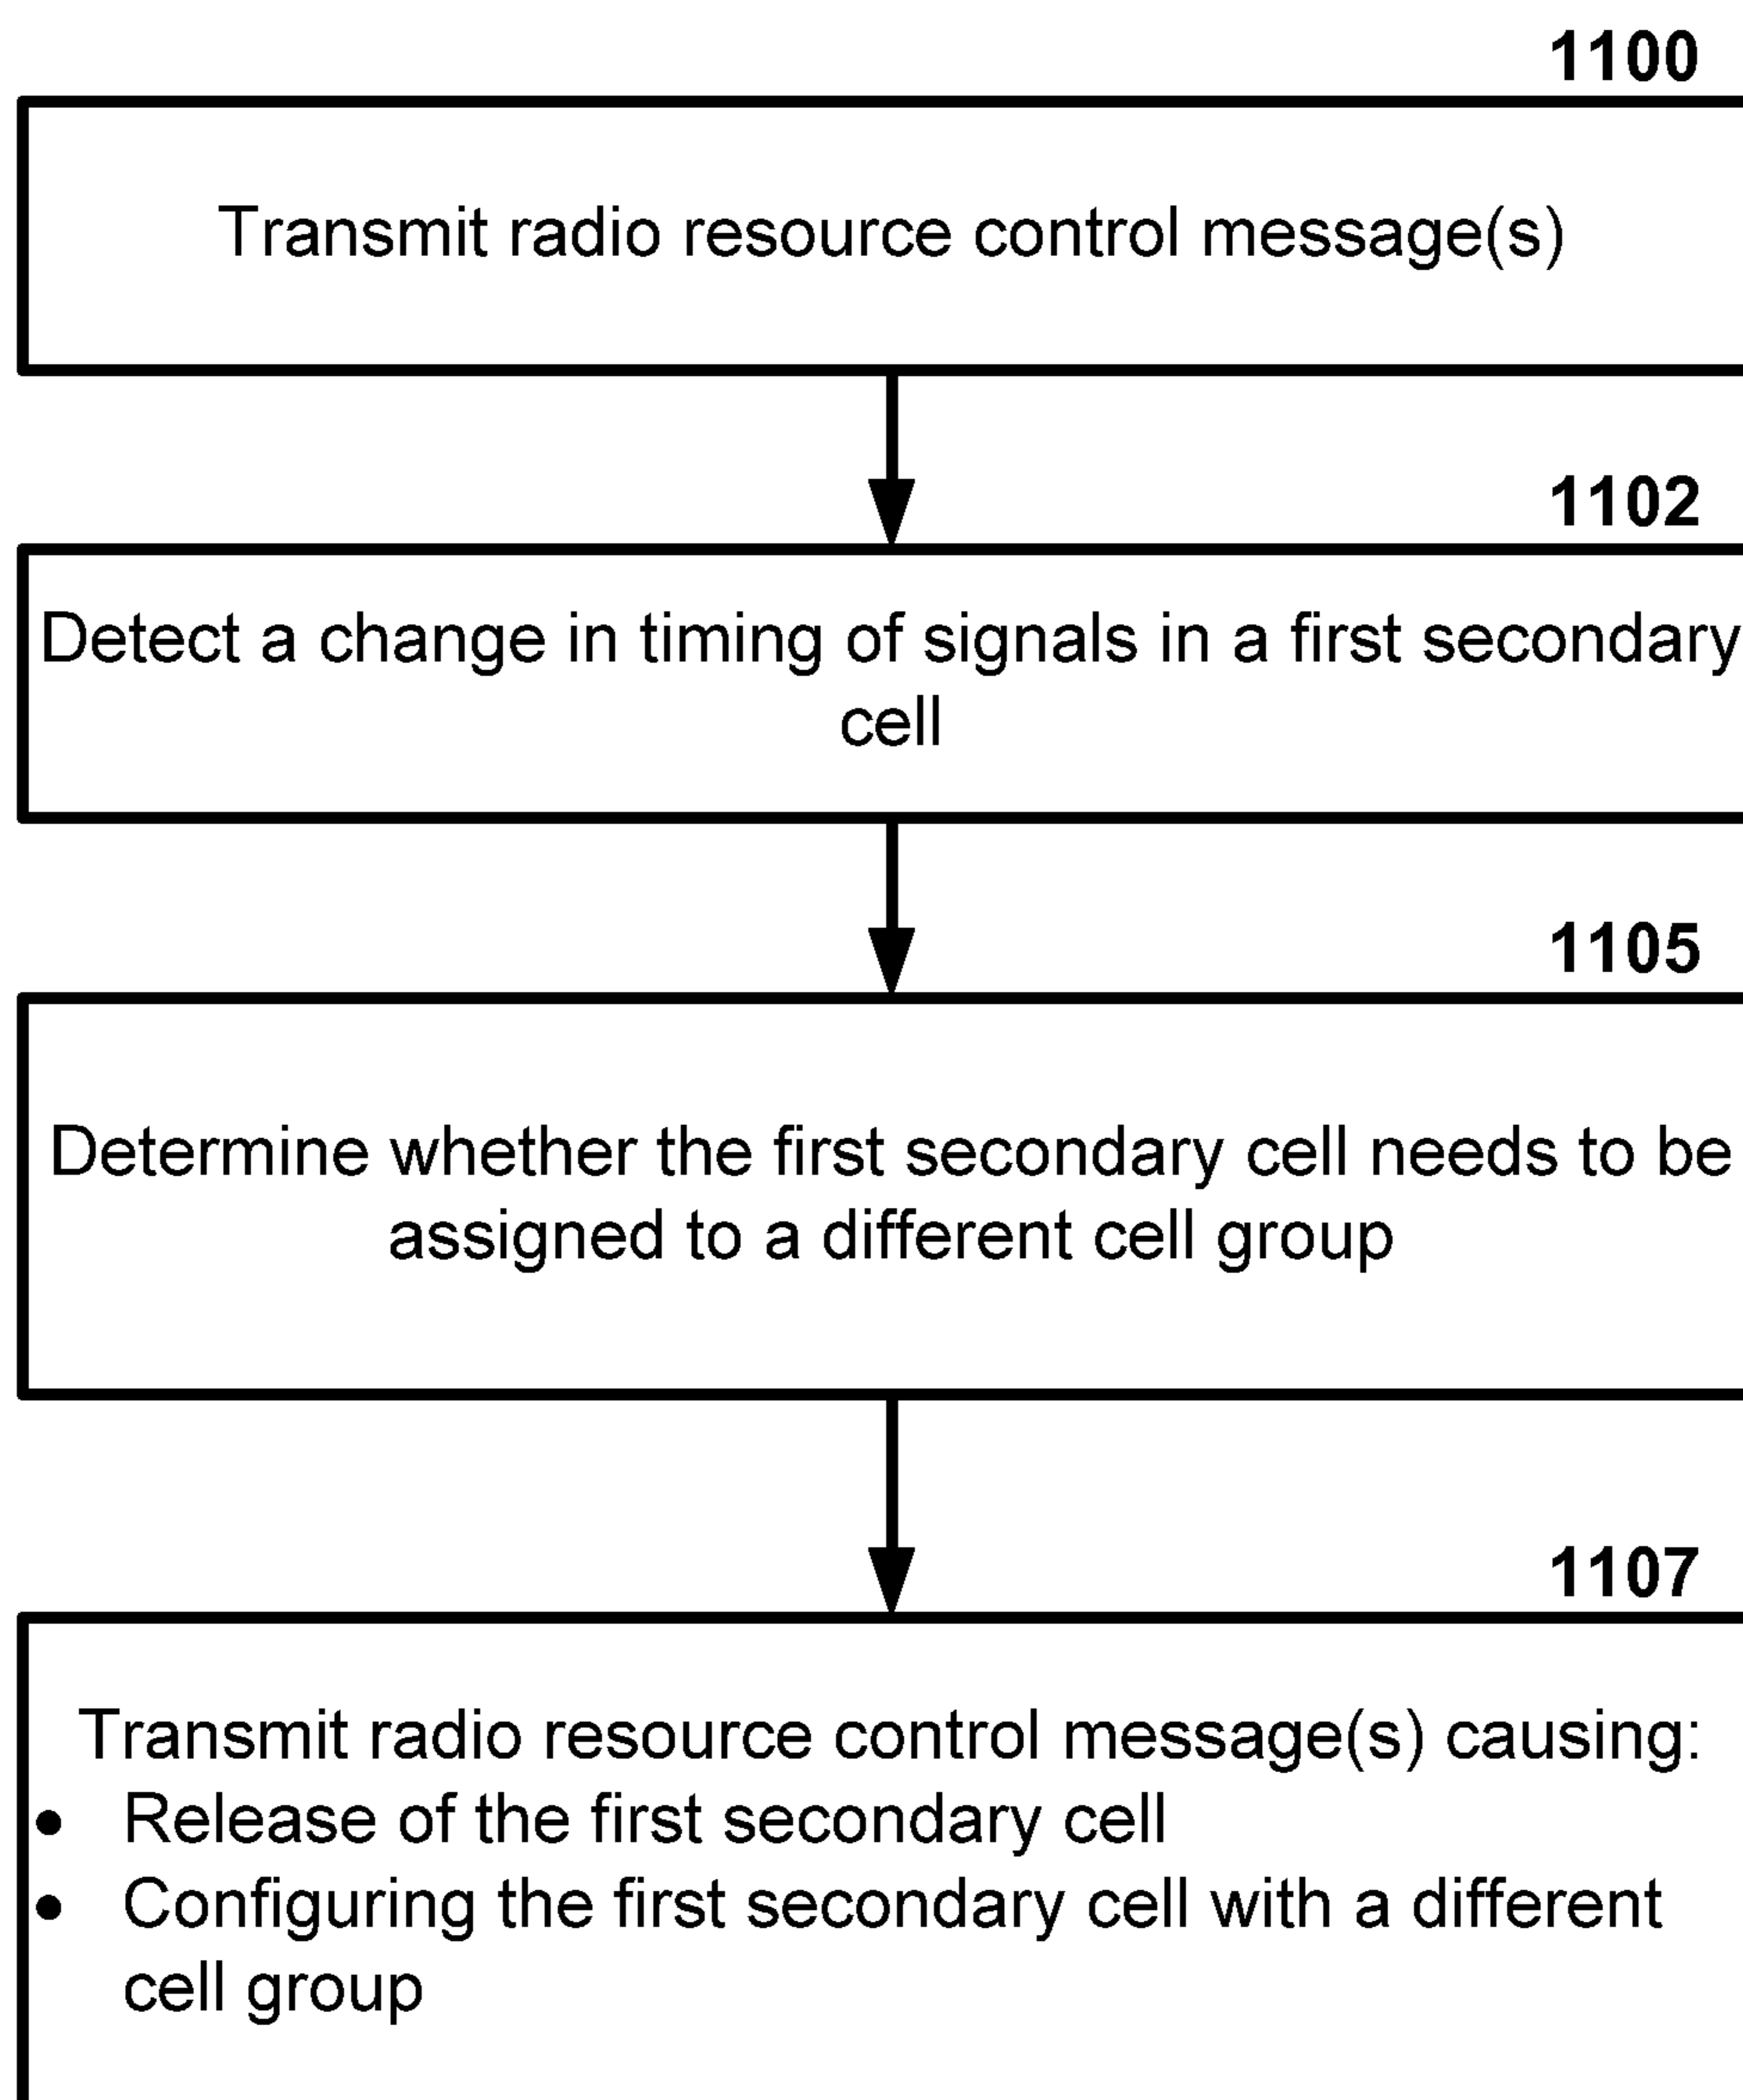 1100
Transmit radio resource control message(s)
1102
Detect a change in timing of signals in a first secondary
cell
1105
Determine whether the first secondary cell needs to be
assigned to a different cell group
1107
Transmit radio resource control message(s) causing:
• Release of the first secondary cell
• Configuring the first secondary cell with a different
cell group